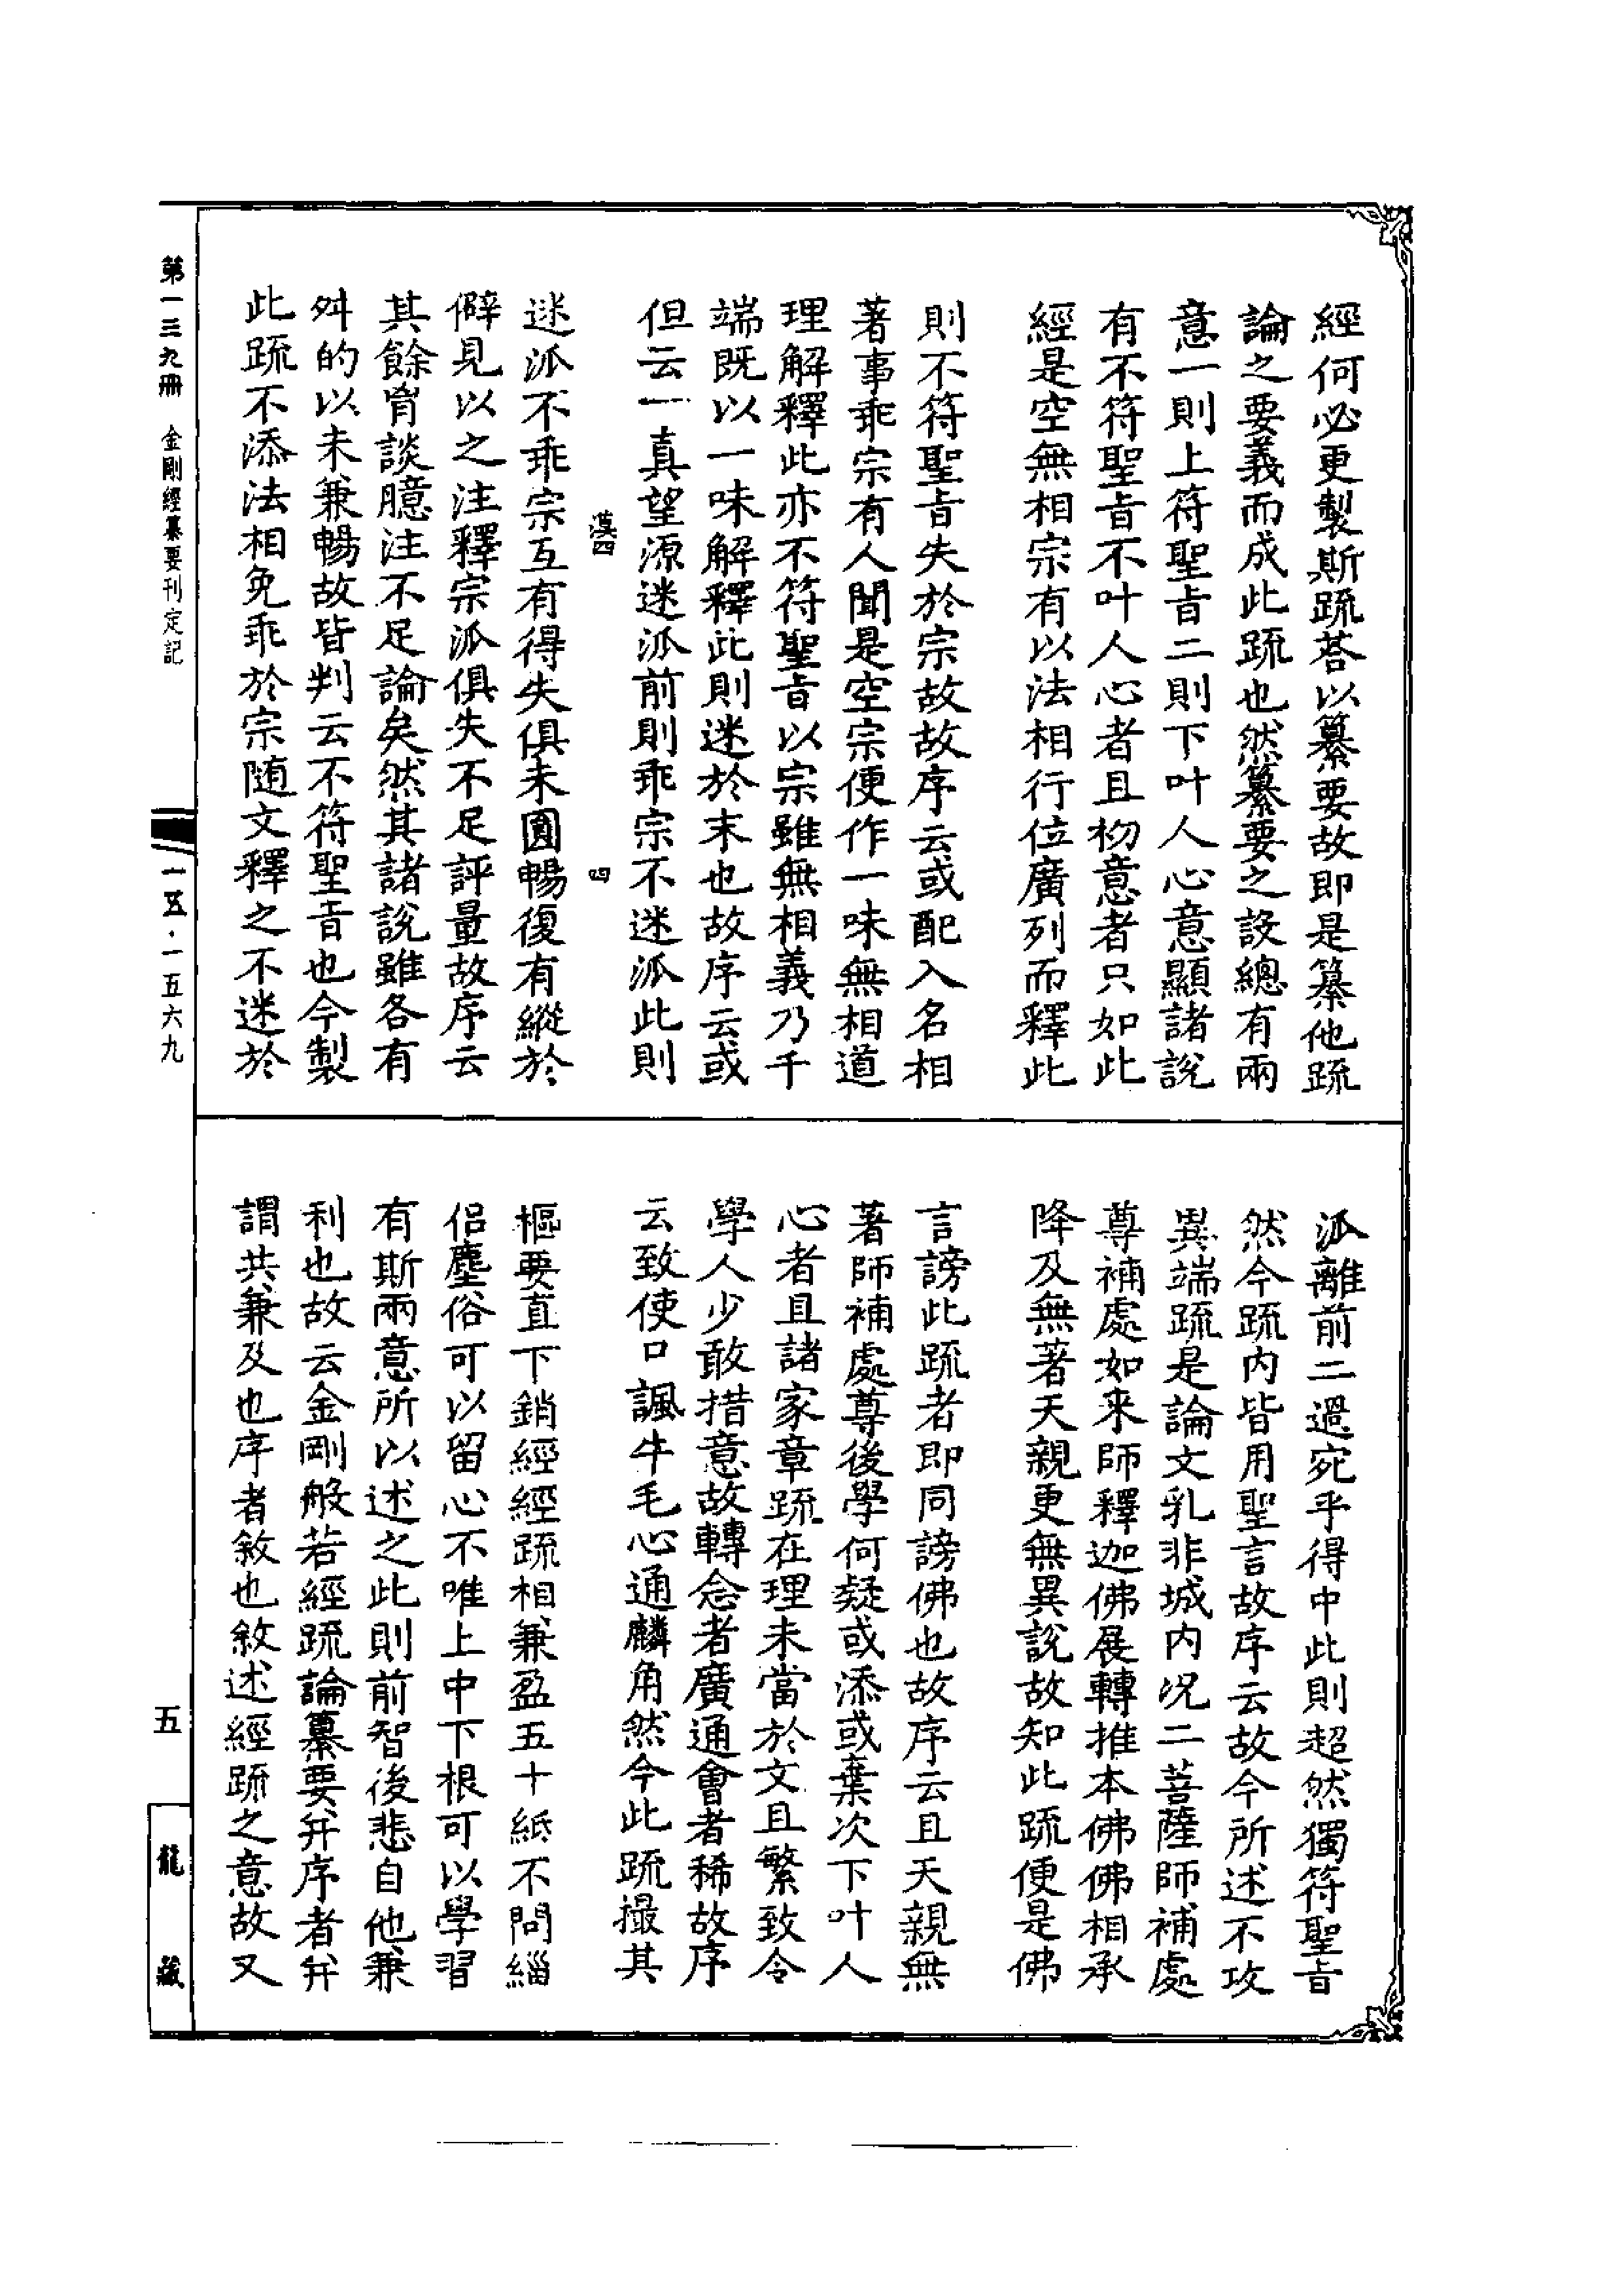 經何必更製斯疏荅以纂要故即是纂他疏
論之要義而成此疏也然纂要之設總有兩
意一則上符聖旨二則下叶人心意顯諸說
有不符聖旨不叶人心者且初意者只如此
經是空無相宗有以法相行位廣列而釋此
則不符聖旨失於宗故故序云或配入名相
著事乖宗有人聞是空宗便作一味無相道
理解釋此亦不符聖旨以宗雖無相義乃千
端既以一味解釋此則迷於末也故序云或
但云一真望源迷派前則乖宗不迷派此則
漠四
四
迷派不乖宗互有得失俱未圓暢復有縱於
僻見以之注釋宗派俱失不足評量故序云
其餘胷談臆注不足論矣然其諸說雖各有
舛的以未兼暢故皆判云不符聖旨也今製
此疏不添法相免乖於宗随文釋之不迷於
派離前二過宛乎得中此則超然獨符聖旨
然今疏内皆用聖言故序云故今所述不攻
異端疏是論文乳非城内况二菩薩師補處
尊補處如来師釋迦佛展轉推本佛佛相承
降及無著天親更無異說故知此疏便是佛
言謗此疏者即同謗佛也故序云且天親無
著師補處尊後學何疑或添或棄次下叶人
心者且諸家章疏在理未當於文且繁致令
學人少敢措意故轉念者廣通會者稀故序
云致使口諷牛毛心通麟角然今此疏撮其
樞要直下銷經經疏相兼盈五十紙不問緇
侶塵俗可以留心不唯上中下根可以學習
有斯兩意所以述之此則前智後悲自他兼
利也故云金剛般若經疏論纂要并序者并
謂共兼及也序者敘也敘述經疏之意故又
第一三九冊　金剛經纂要刊定記
一五·一五六九
五
龍藏